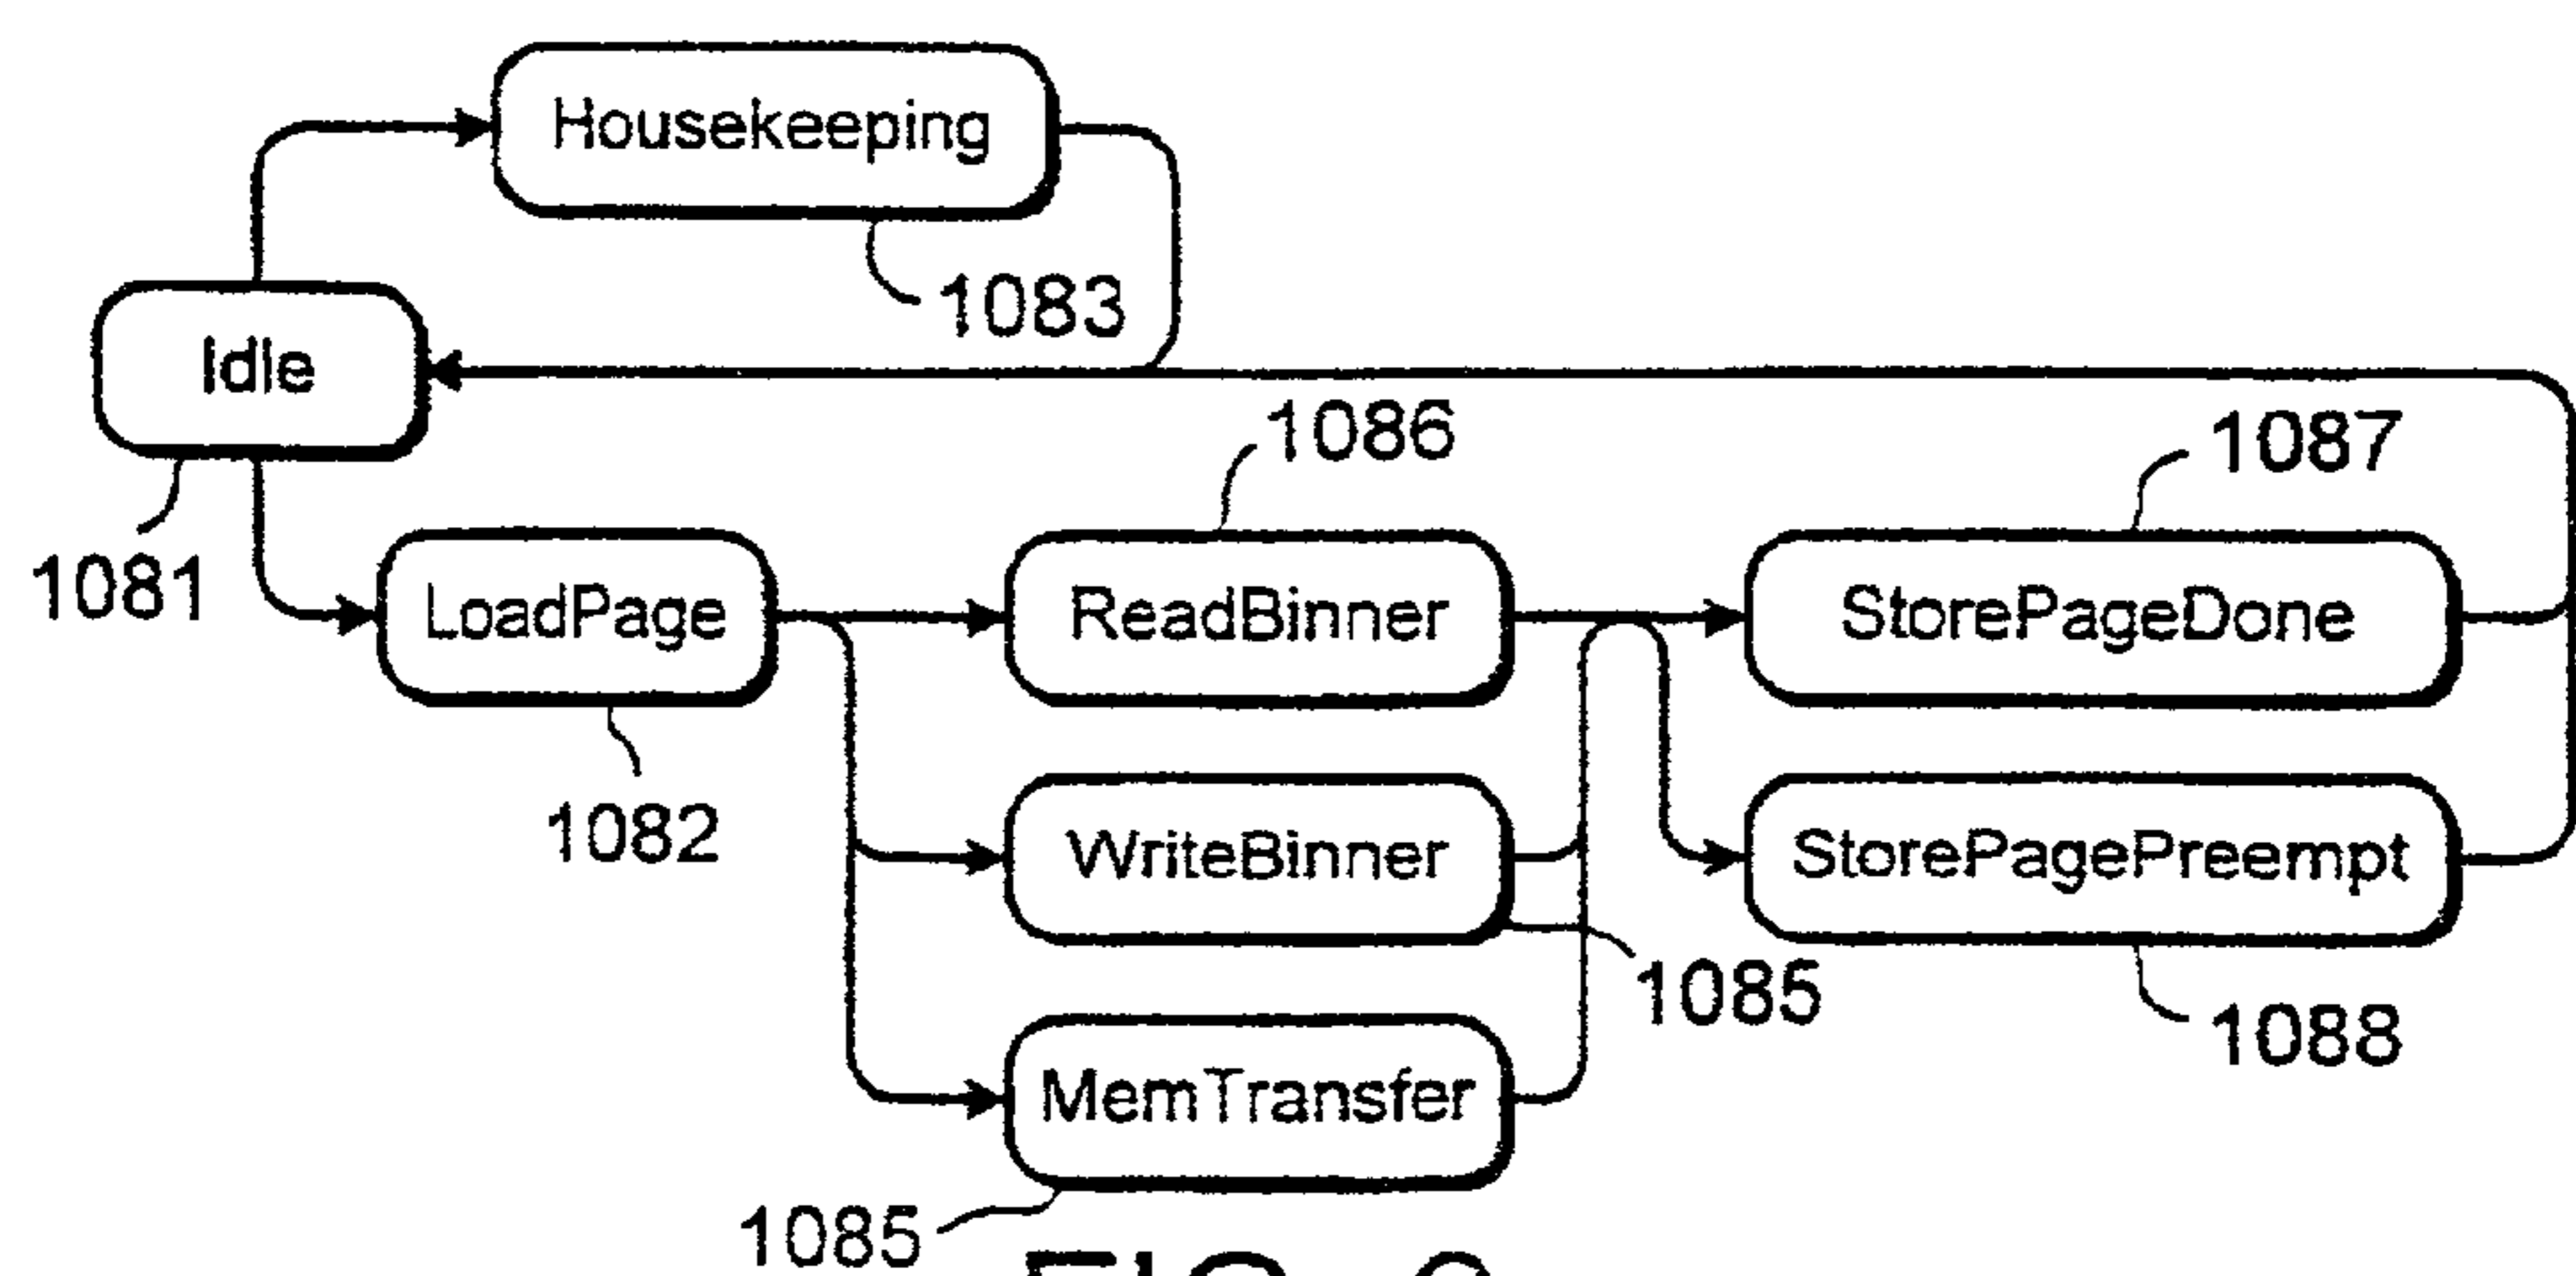 Housekeeping
1083
Idle
1086
1087
1081
LoadPage
ReadBinner
StorePageDone
1082
WriteBinner
StorePagePreempt
1085
1088
MemTransfer
1085